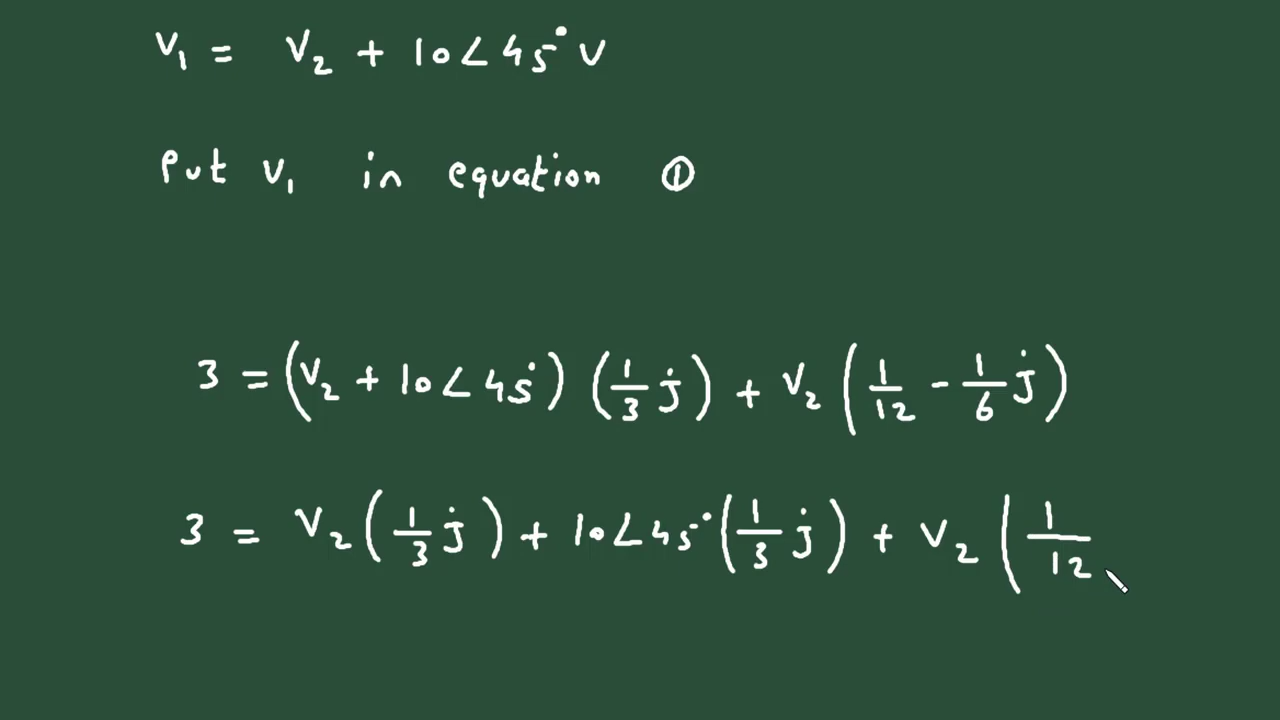 V₁ = V₂ + 10∠45° V
Put V₁ in equation ①
3 = (V₂ + 10∠45°) (1/3 j) + V₂ (1/12 - 1/6 j)
3 = V₂ (1/3 j) + 10∠45° (1/3 j) + V₂ (1/12